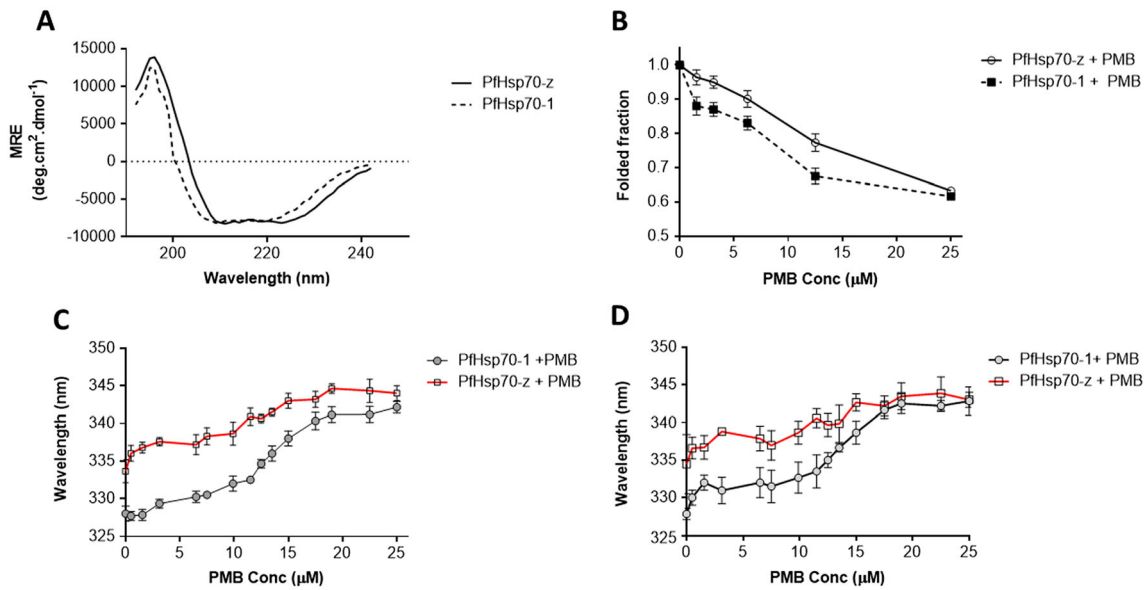 A
15000
10000
5000
0
-5000
-10000
200
220
240
MRE
(deg.cm².dmol⁻¹)
Wavelength (nm)
PfHsp70-z
PfHsp70-1
B
1.0
0.9
0.8
0.7
0.6
0.5
0
5
10
15
20
25
Folded fraction
PMB Conc (μM)
PfHsp70-z + PMB
PfHsp70-1 + PMB
C
350
345
340
335
330
325
0
5
10
15
20
25
Wavelength (nm)
PMB Conc (μM)
PfHsp70-1 +PMB
PfHsp70-z + PMB
D
350
345
340
335
330
325
0
5
10
15
20
25
Wavelength (nm)
PMB Conc (μM)
PfHsp70-1+ PMB
PfHsp70-z + PMB